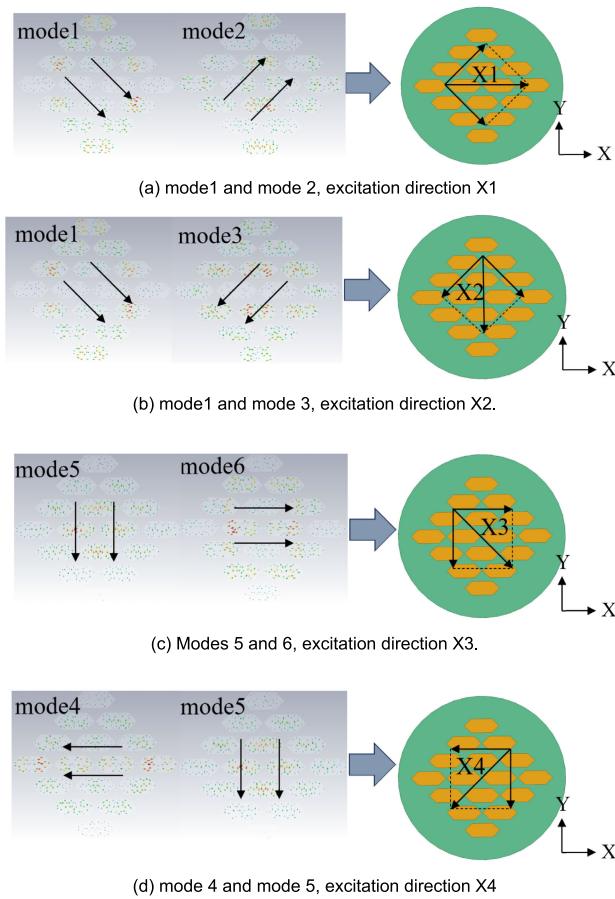 mode1
mode2
X1
Y
X
(a) mode1 and mode 2, excitation direction X1
mode1
mode3
X2
Y
X
(b) mode1 and mode 3, excitation direction X2.
mode5
mode6
X3
Y
X
(c) Modes 5 and 6, excitation direction X3.
mode4
mode5
X4
Y
X
(d) mode 4 and mode 5, excitation direction X4